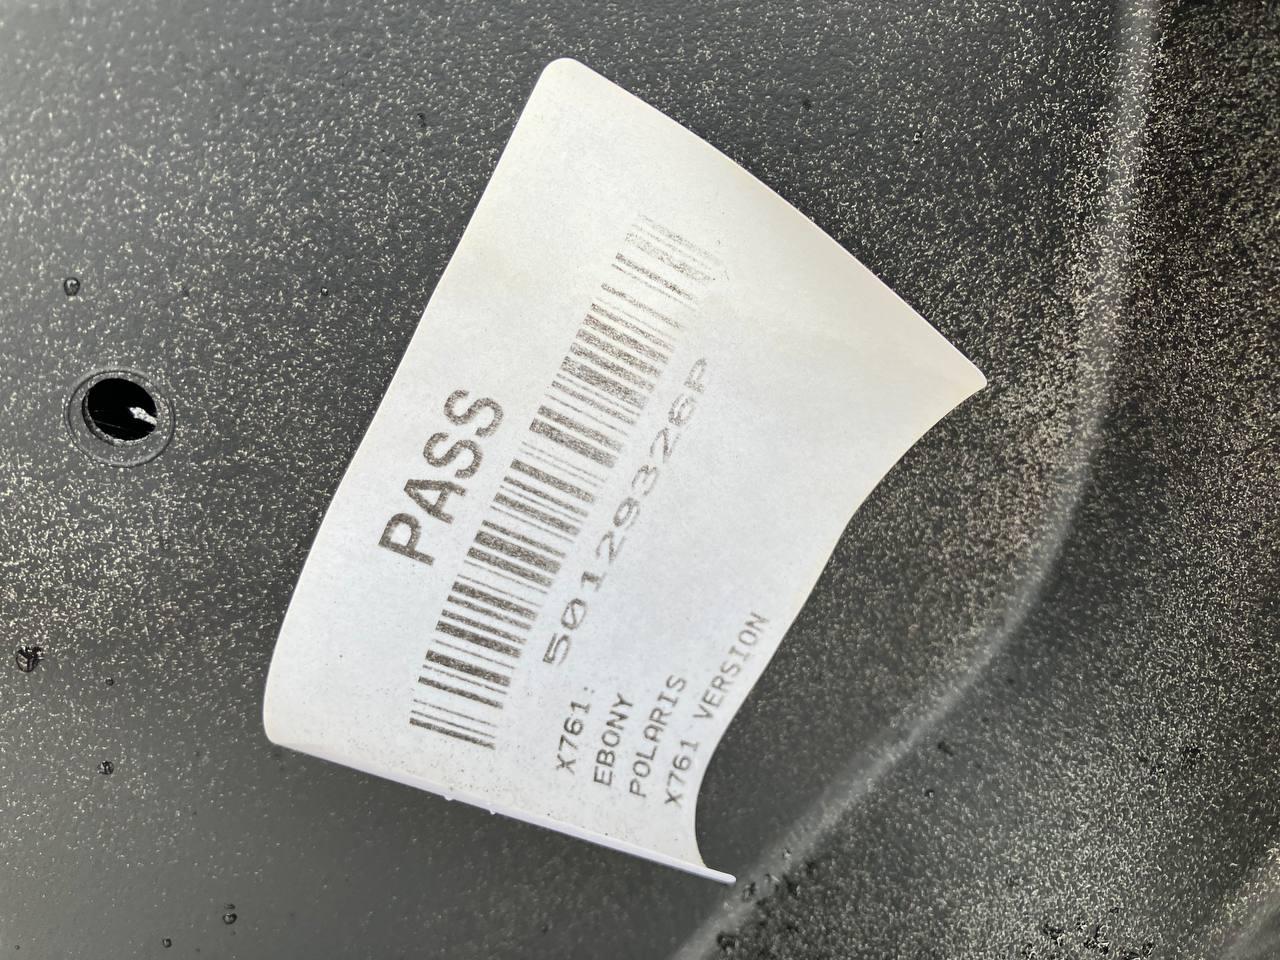 PASS
501293326P
X761:
EBONY
POLARIS
X761 VERSION